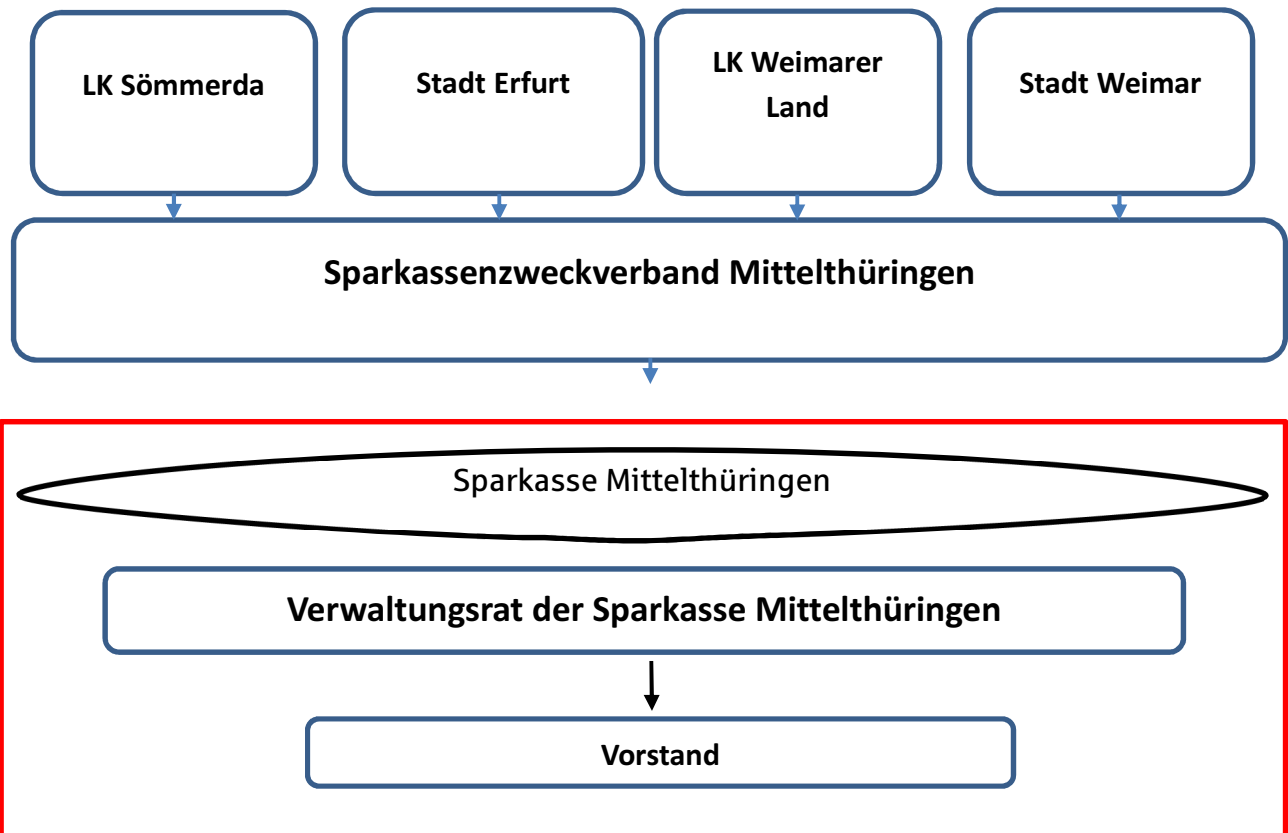 LK Sömmerda
Stadt Erfurt
LK Weimarer
Land
Stadt Weimar
Sparkassenzweckverband Mittelthüringen
Sparkasse Mittelthüringen
Verwaltungsrat der Sparkasse Mittelthüringen
Vorstand